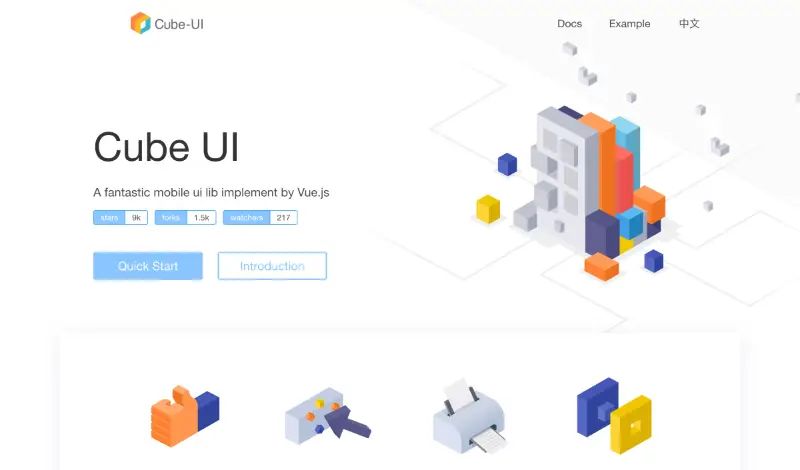 Cube-UI
Docs Example 中文
Cube UI
A fantastic mobile ui lib implement by Vue.js
stars 9k forks 1.5k watchers 217
Quick Start Introduction